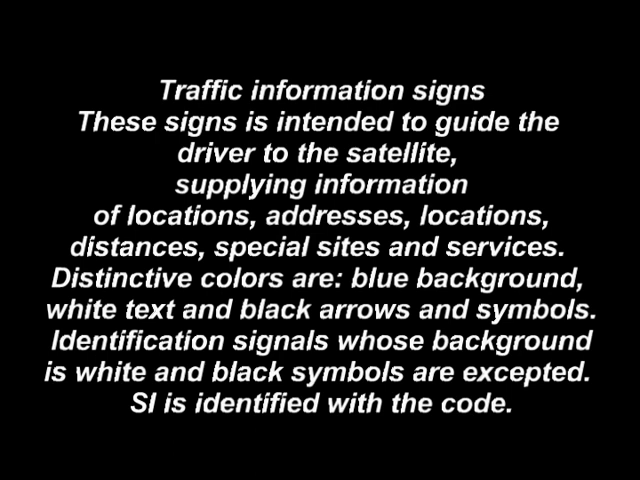 Traffic information signs
These signs is intended to guide the
driver to the satellite,
supplying information
of locations, addresses, locations,
distances, special sites and services.
Distinctive colors are: blue background,
white text and black arrows and symbols.
Identification signals whose background
is white and black symbols are excepted.
SI is identified with the code.